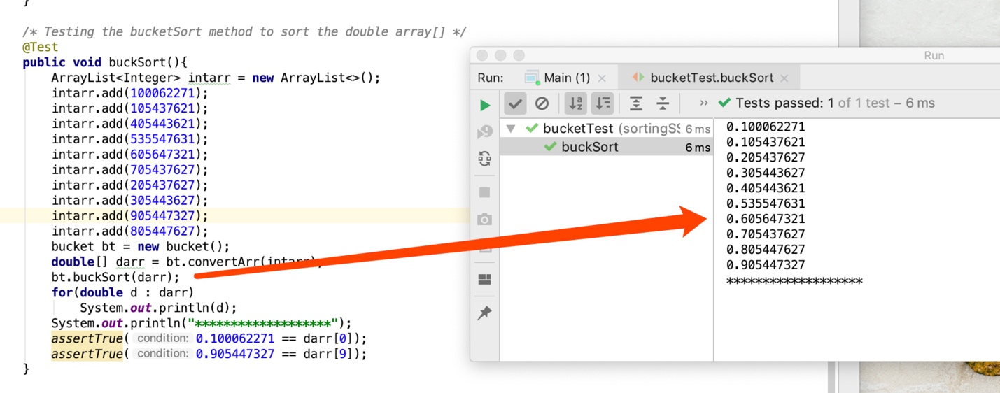 }
/* Testing the bucketSort method to sort the double array[] */
@Test
public void buckSort(){
ArrayList<Integer> intarr = new ArrayList<>();
intarr.add(100062271);
intarr.add(105437621);
intarr.add(405443621);
intarr.add(535547631);
intarr.add(605647321);
intarr.add(705437627);
intarr.add(205437627);
intarr.add(305443627);
intarr.add(905447327);
intarr.add(805447627);
bucket bt = new bucket();
double[] darr = bt.convertArr(intarr);
bt.buckSort(darr);
for(double d : darr)
System.out.println(d);
System.out.println("*******************");
assertTrue( condition: 0.100062271 == darr[0]);
assertTrue( condition: 0.905447327 == darr[9]);
}
Run
Run: Main (1) × bucketTest.buckSort ×
» Tests passed: 1 of 1 test – 6 ms
bucketTest (sortingSS 6 ms
buckSort 6 ms
0.100062271
0.105437621
0.205437627
0.305443627
0.405443621
0.535547631
0.605647321
0.705437627
0.805447627
0.905447327
*******************